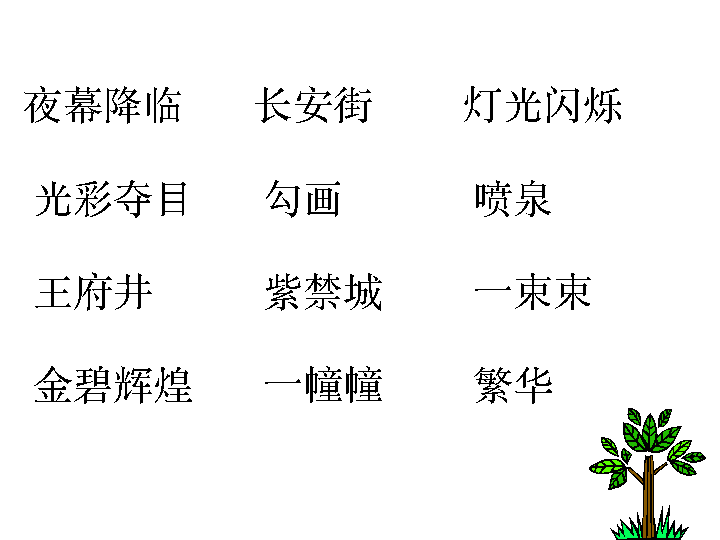 夜幕降临 长安街 灯光闪烁
光彩夺目 勾画 喷泉
王府井 紫禁城 一束束
金碧辉煌 一幢幢 繁华